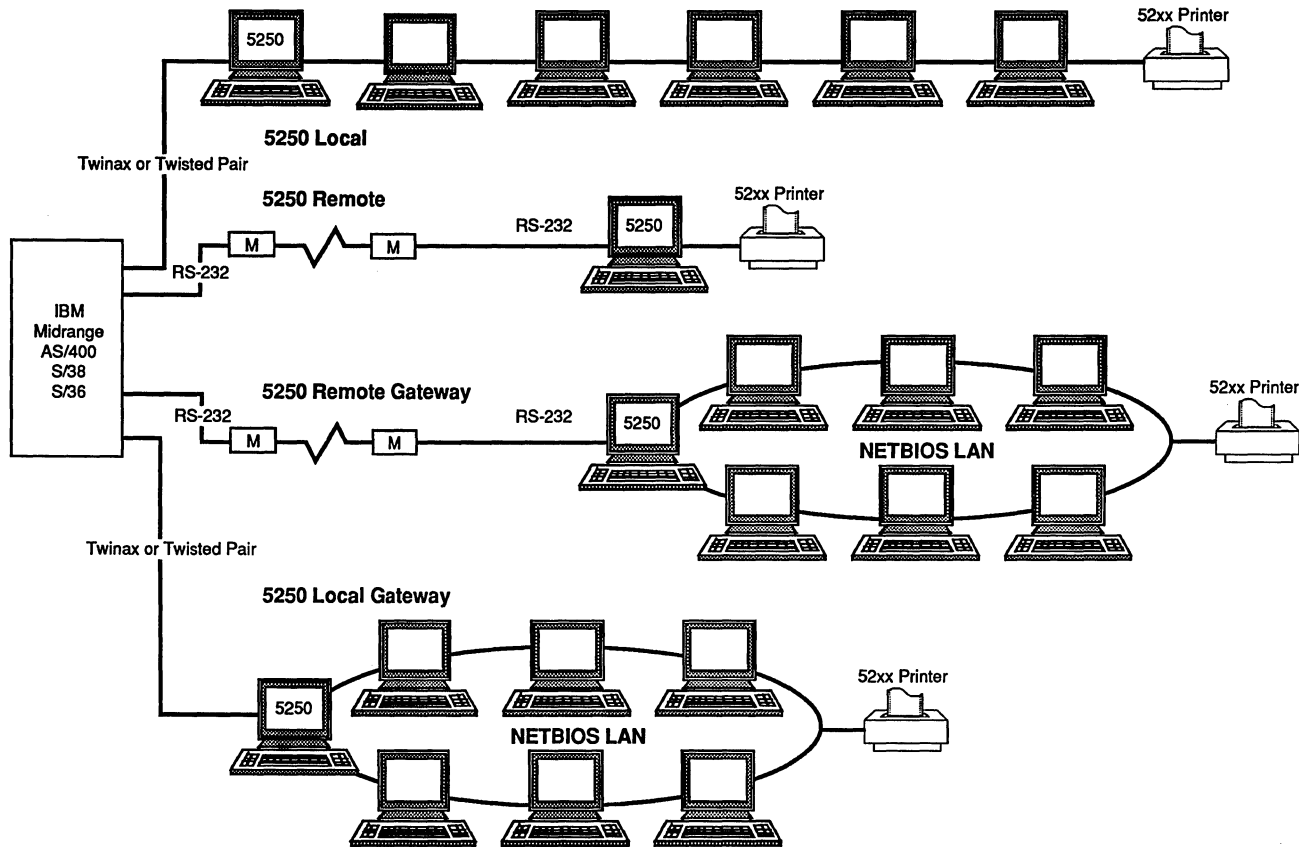 52xx Printer
5250
5250 Local
Twinax or Twisted Pair
5250 Remote
52xx Printer
RS-232
5250
M
M
RS-232
IBM
Midrange
AS/400
S/38
S/36
5250 Remote Gateway
52xx Printer
RS-232
RS-232
5250
M
M
NETBIOS LAN
Twinax or Twisted Pair
5250 Local Gateway
52xx Printer
5250
NETBIOS LAN